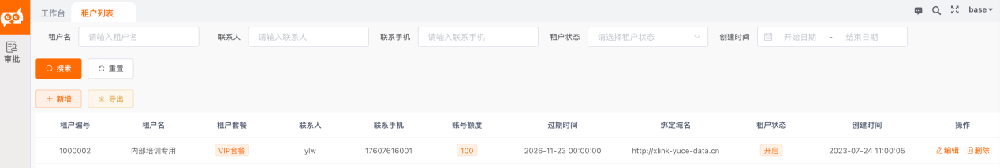 工作台 租户列表 base
审批
租户名 请输入租户名 联系人 请输入联系人 联系手机 请输入联系手机 租户状态 请选择租户状态 创建时间 开始日期 - 结束日期
搜索 重置
新增 导出
租户编号 租户名 租户套餐 联系人 联系手机 账号额度 过期时间 绑定域名 租户状态 创建时间 操作
1000002 内部培训专用 VIP套餐 ylw 17607616001 100 2026-11-23 00:00:00 http://xlink-yuce-data.cn 开启 2023-07-24 11:00:05 编辑 删除